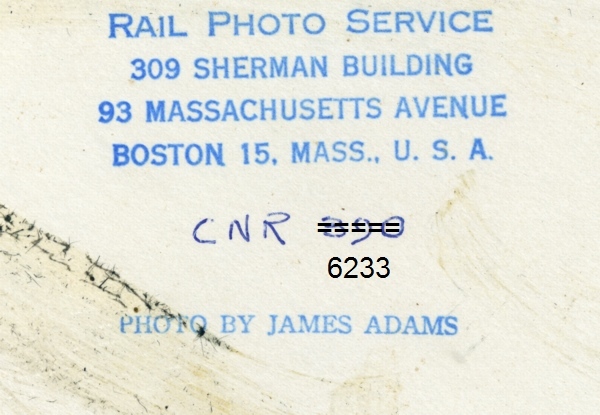 RAIL PHOTO SERVICE
309 SHERMAN BUILDING
93 MASSACHUSETTS AVENUE
BOSTON 15, MASS., U. S. A.
CNR
6233
PHOTO BY JAMES ADAMS